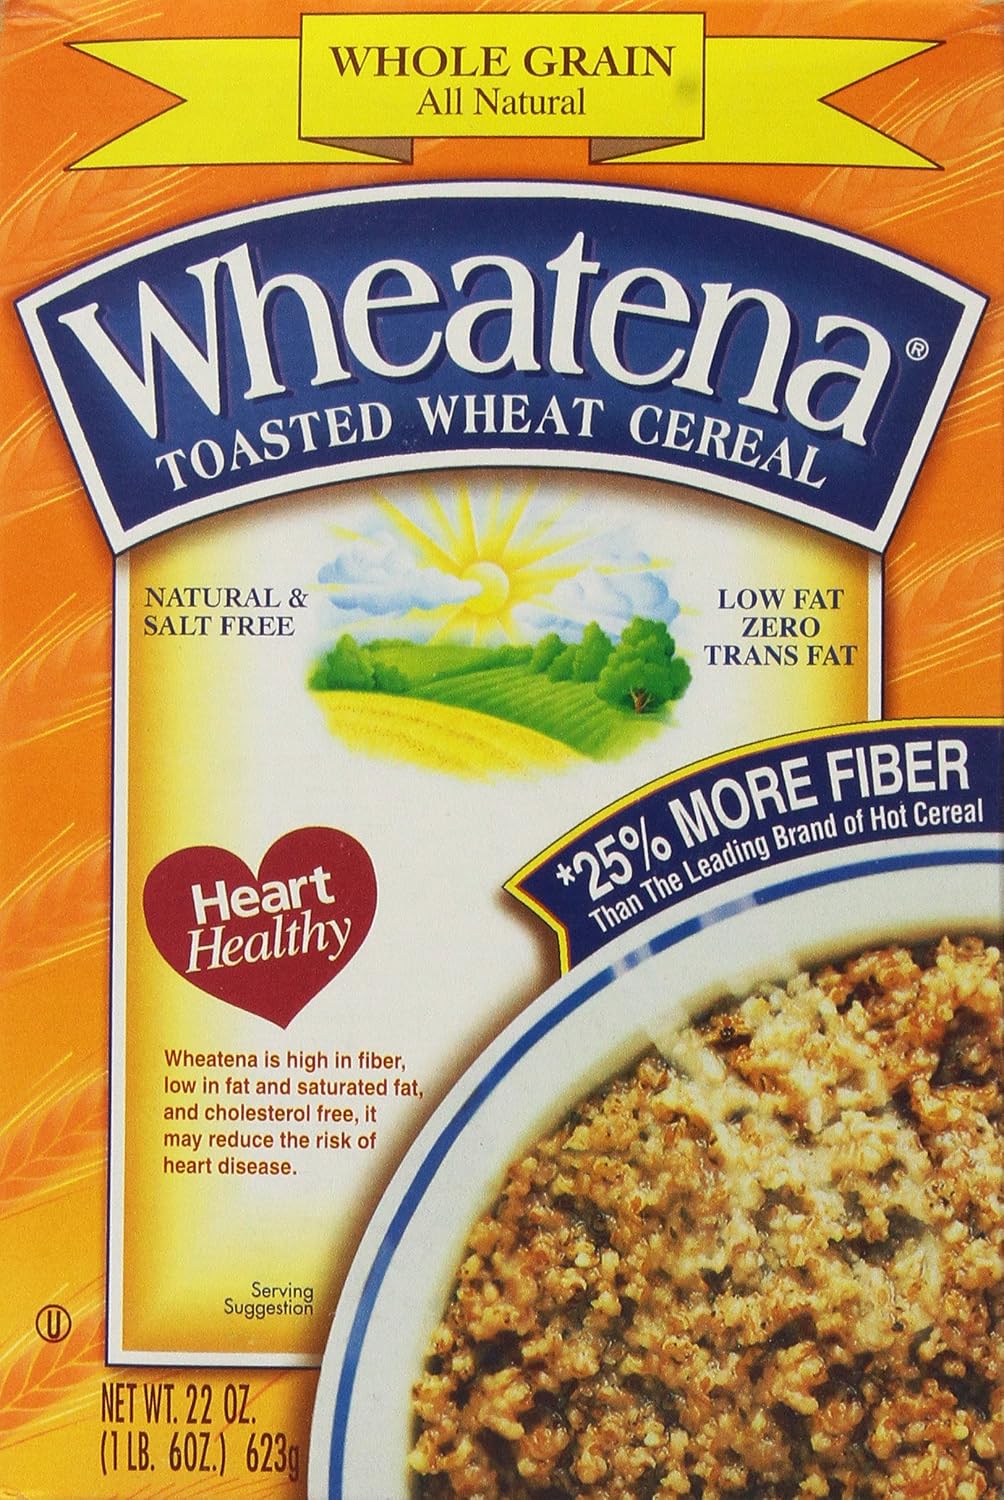 WHOLE GRAIN
All Natural
Wheatena®
TOASTED WHEAT CEREAL
NATURAL &
SALT FREE
LOW FAT
ZERO
TRANS FAT
*25% MORE FIBER
Than The Leading Brand of Hot Cereal
Heart
Healthy
Wheatena is high in fiber,
low in fat and saturated fat,
and cholesterol free, it
may reduce the risk of
heart disease.
Serving
Suggestion
U
NET WT. 22 OZ.
(1 LB. 6OZ.) 623g